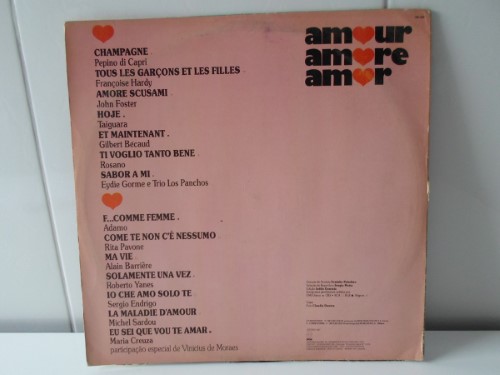 amour
amore
amor
CHAMPAGNE .
Pepino di Capri
TOUS LES GARÇONS ET LES FILLES .
Françoise Hardy
AMORE SCUSAMI .
John Foster
HOJE .
Taiguara
ET MAINTENANT .
Gilbert Bécaud
TI VOGLIO TANTO BENE .
Rosano
SABOR A MI .
Eydie Gorme e Trio Los Panchos
F...COMME FEMME .
Adamo
COME TE NON C'É NESSUMO .
Rita Pavone
MA VIE .
Alain Barrière
SOLAMENTE UNA VEZ .
Roberto Yanes
IO CHE AMO SOLO TE .
Sergio Endrigo
LA MALADIE D'AMOUR .
Michel Sardou
EU SEI QUE VOU TE AMAR .
Maria Creuza
participação especial de Vinicius de Moraes